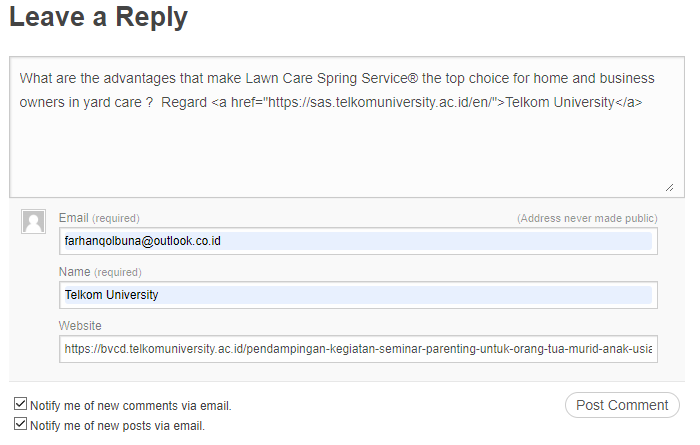 Leave a Reply
What are the advantages that make Lawn Care Spring Service® the top choice for home and business
owners in yard care ?  Regard <a href="https://sas.telkomuniversity.ac.id/en/">Telkom University</a>
Email (required) (Address never made public)
farhanqolbuna@outlook.co.id
Name (required)
Telkom University
Website
https://bvcd.telkomuniversity.ac.id/pendampingan-kegiatan-seminar-parenting-untuk-orang-tua-murid-anak-usia
Notify me of new comments via email. Post Comment
Notify me of new posts via email.